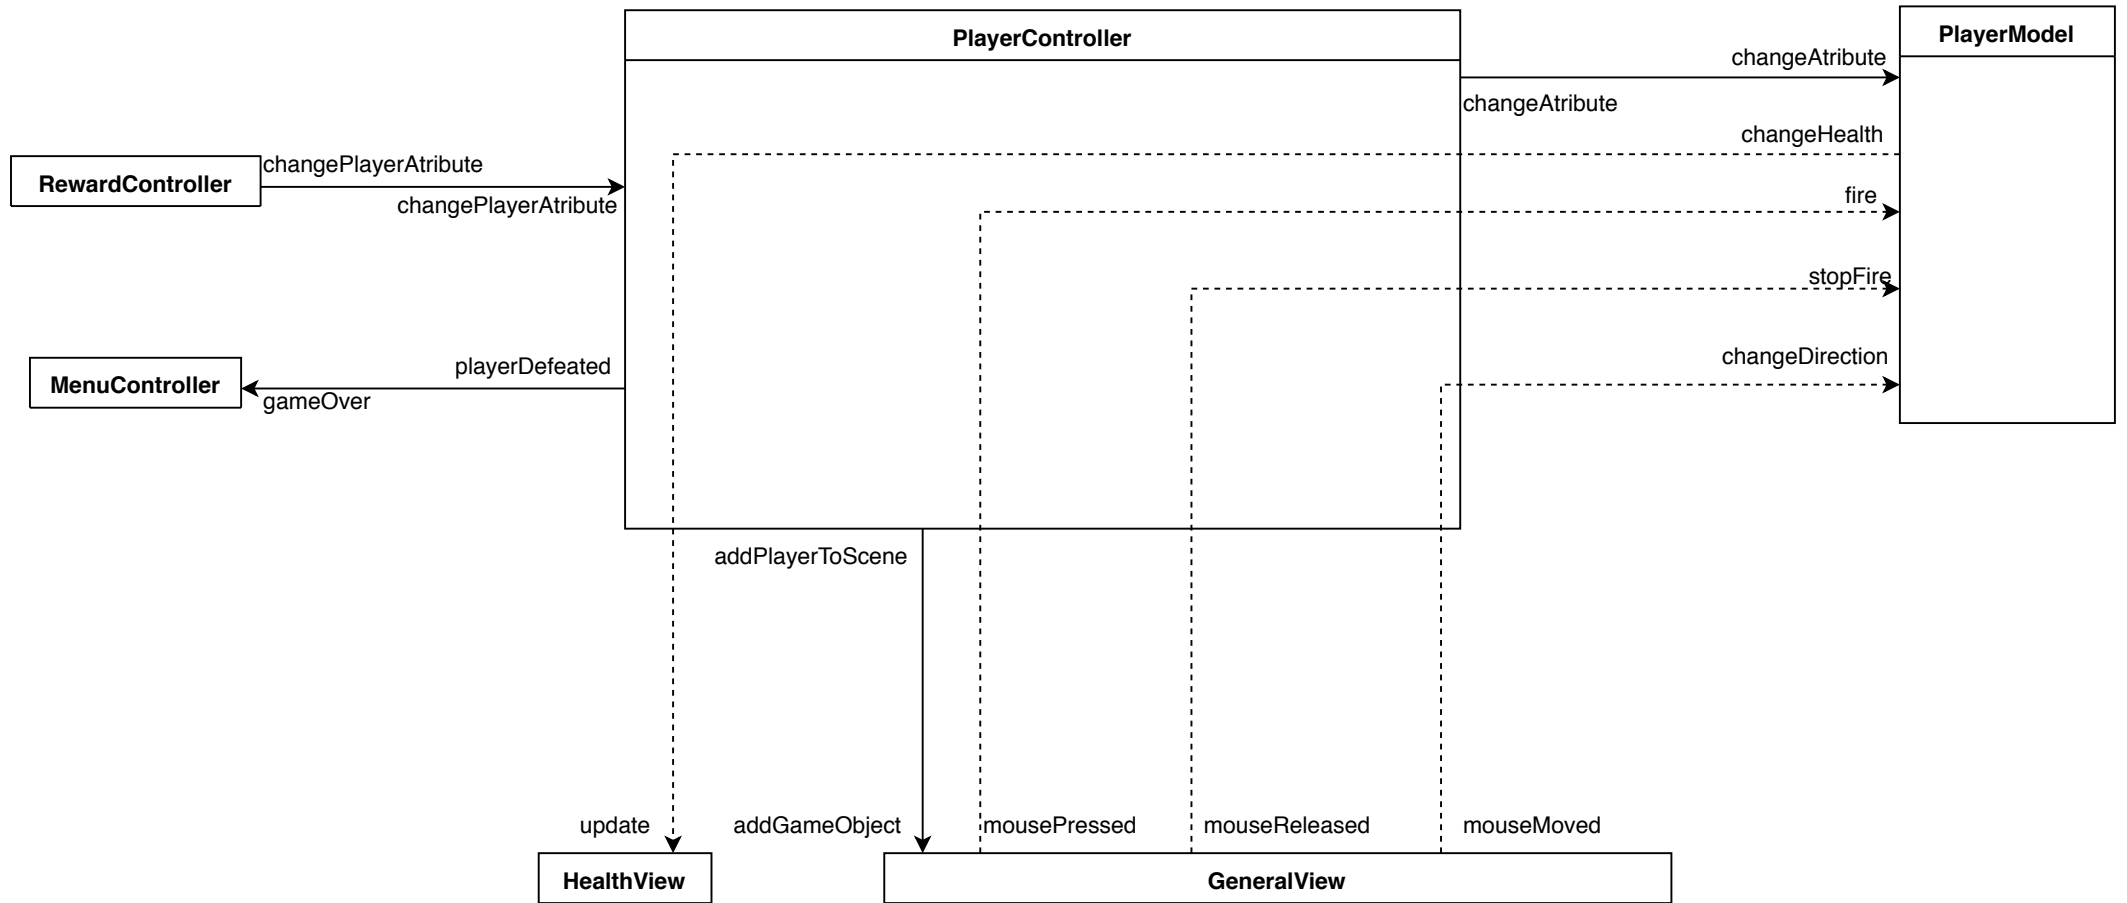 PlayerController
PlayerModel
changeAtribute
changeAtribute
changeHealth
changePlayerAtribute
RewardController
fire
changePlayerAtribute
stopFire
changeDirection
playerDefeated
MenuController
gameOver
addPlayerToScene
update
addGameObject
mousePressed
mouseReleased
mouseMoved
HealthView
GeneralView